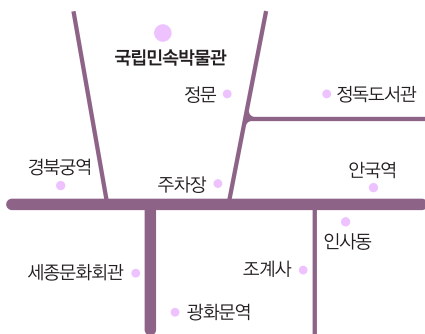 국립민속박물관
정문
정독도서관
경북궁역
주차장
안국역
인사동
세종문화회관
조계사
광화문역